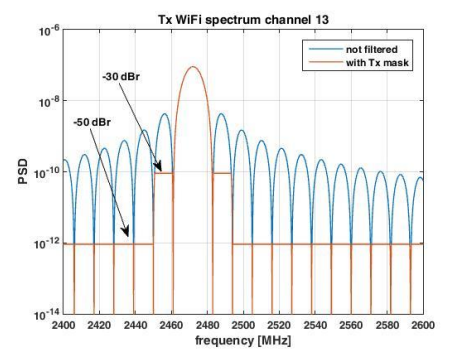 Tx WiFi spectrum channel 13
10^-6
10^-8
10^-10
10^-12
10^-14
PSD
-30 dBr
-50 dBr
not filtered
with Tx mask
2400 2420 2440 2460 2480 2500 2520 2540 2560 2580 2600
frequency [MHz]